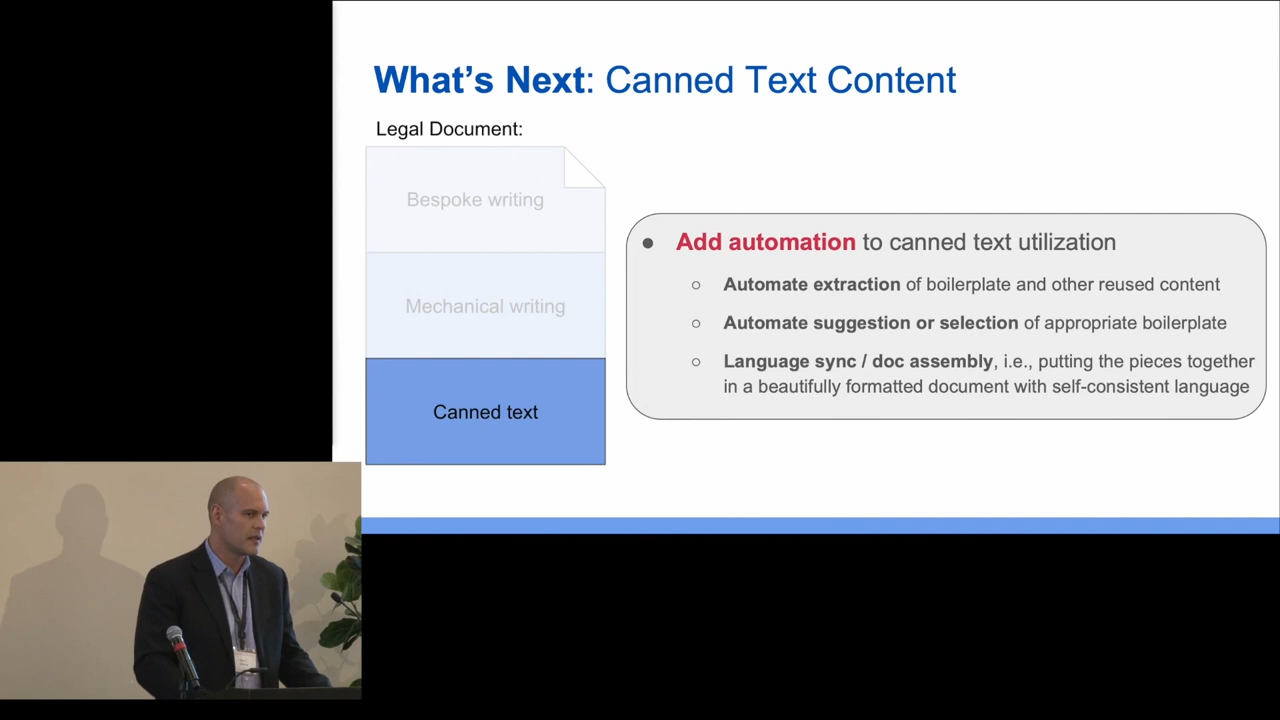 What's Next: Canned Text Content
Legal Document:
Bespoke writing
Mechanical writing
Canned text
● Add automation to canned text utilization
○ Automate extraction of boilerplate and other reused content
○ Automate suggestion or selection of appropriate boilerplate
○ Language sync / doc assembly, i.e., putting the pieces together
in a beautifully formatted document with self-consistent language